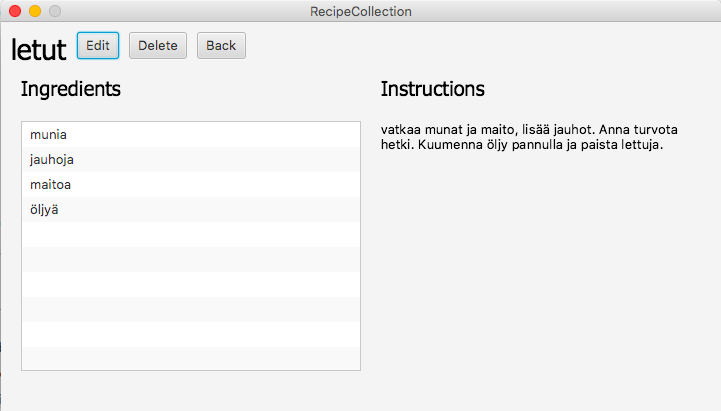 RecipeCollection
letut Edit Delete Back
Ingredients
munia
jauhoja
maitoa
öljyä
Instructions
vatkaa munat ja maito, lisää jauhot. Anna turvota
hetki. Kuumenna öljy pannulla ja paista lettuja.